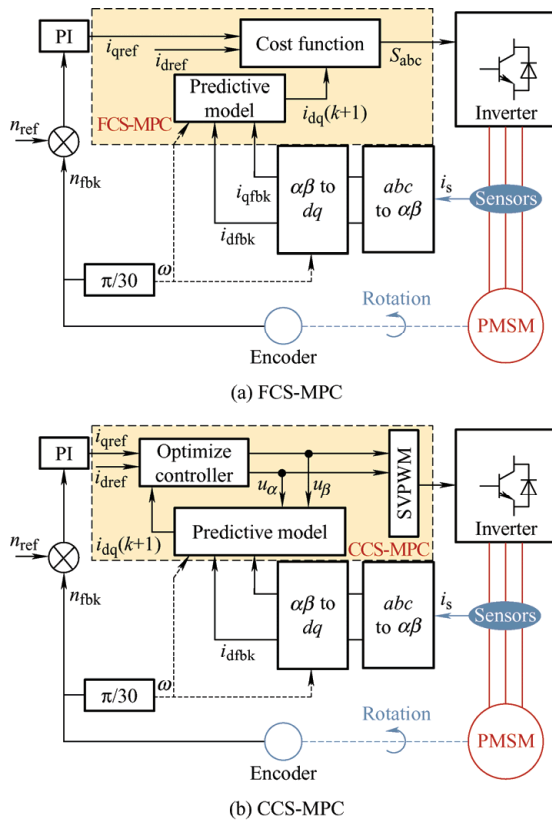 PI
i_qref
i_dref
Cost function
S_abc
Predictive
model
i_dq(k+1)
FCS-MPC
Inverter
n_ref
n_fbk
i_qfbk
i_dfbk
αβ to
dq
abc
to αβ
i_s
Sensors
π/30
ω
Rotation
PMSM
Encoder
(a) FCS-MPC
PI
i_qref
i_dref
Optimize
controller
u_α
u_β
SVPWM
Predictive model
i_dq(k+1)
CCS-MPC
Inverter
n_ref
n_fbk
i_dfbk
αβ to
dq
abc
to αβ
i_s
Sensors
π/30
ω
Rotation
PMSM
Encoder
(b) CCS-MPC